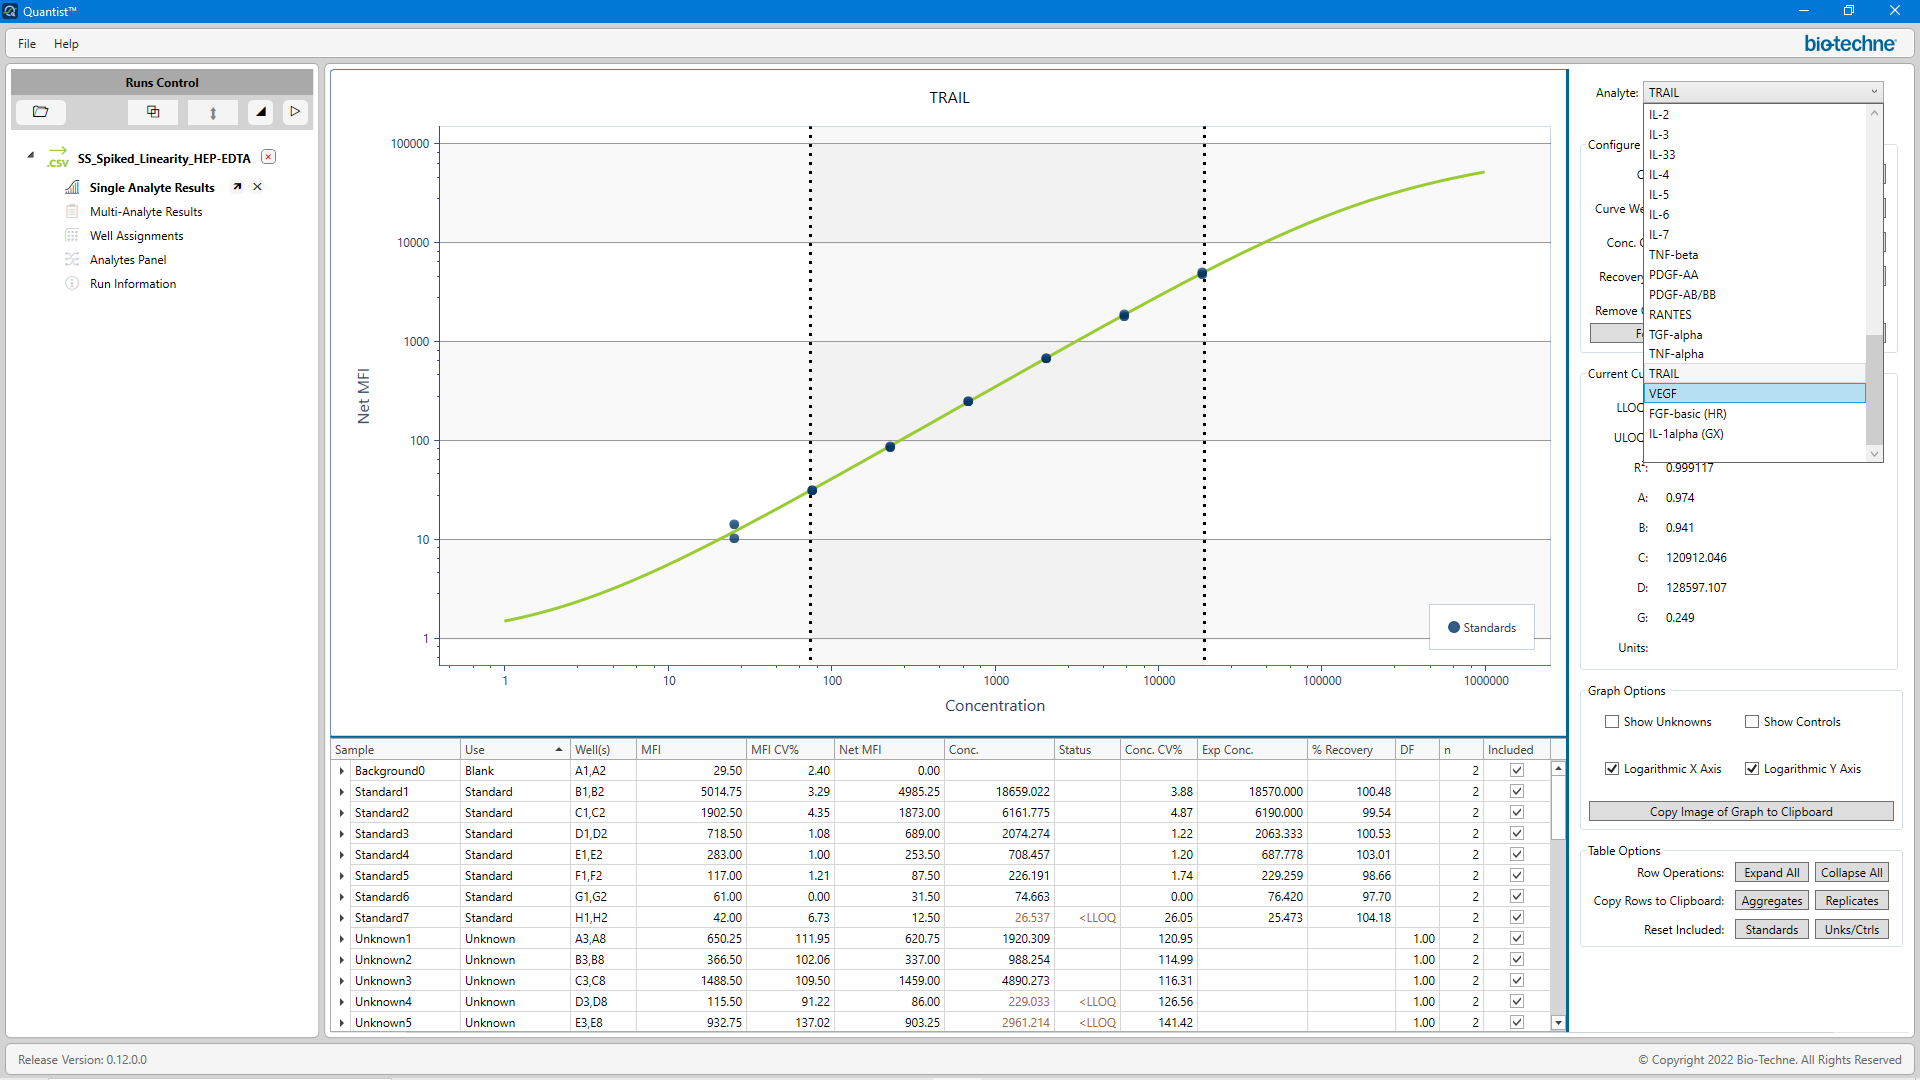 Quantist™
File Help
bio-techne
Runs Control
.CSV SS_Spiked_Linearity_HEP-EDTA
Single Analyte Results
Multi-Analyte Results
Well Assignments
Analytes Panel
Run Information
TRAIL
100000
10000
1000
100
10
1
Net MFI
1 10 100 1000 10000 100000 1000000
Concentration
Standards
Sample Use Well(s) MFI MFI CV% Net MFI Conc. Status Conc. CV% Exp Conc. % Recovery DF n Included
Background0 Blank A1,A2 29.50 2.40 0.00 2
Standard1 Standard B1,B2 5014.75 3.29 4985.25 18659.022 3.88 18570.000 100.48 2
Standard2 Standard C1,C2 1902.50 4.35 1873.00 6161.775 4.87 6190.000 99.54 2
Standard3 Standard D1,D2 718.50 1.08 689.00 2074.274 1.22 2063.333 100.53 2
Standard4 Standard E1,E2 283.00 1.00 253.50 708.457 1.20 687.778 103.01 2
Standard5 Standard F1,F2 117.00 1.21 87.50 226.191 1.74 229.259 98.66 2
Standard6 Standard G1,G2 61.00 0.00 31.50 74.663 0.00 76.420 97.70 2
Standard7 Standard H1,H2 42.00 6.73 12.50 26.537 <LLOQ 26.05 25.473 104.18 2
Unknown1 Unknown A3,A8 650.25 111.95 620.75 1920.309 120.95 1.00 2
Unknown2 Unknown B3,B8 366.50 102.06 337.00 988.254 114.99 1.00 2
Unknown3 Unknown C3,C8 1488.50 109.50 1459.00 4890.273 116.31 1.00 2
Unknown4 Unknown D3,D8 115.50 91.22 86.00 229.033 <LLOQ 126.56 1.00 2
Unknown5 Unknown E3,E8 932.75 137.02 903.25 2961.214 <LLOQ 141.42 1.00 2
Analyte: TRAIL
IL-2
IL-3
IL-33
IL-4
IL-5
IL-6
IL-7
TNF-beta
PDGF-AA
PDGF-AB/BB
RANTES
TGF-alpha
TNF-alpha
TRAIL
VEGF
FGF-basic (HR)
IL-1alpha (GX)
Configure
Curve We
Conc.
Recovery
Remove
Current Cu
LLOQ
ULOQ
R²: 0.999117
A: 0.974
B: 0.941
C: 120912.046
D: 128597.107
G: 0.249
Units:
Graph Options
Show Unknowns Show Controls
Logarithmic X Axis Logarithmic Y Axis
Copy Image of Graph to Clipboard
Table Options
Row Operations: Expand All Collapse All
Copy Rows to Clipboard: Aggregates Replicates
Reset Included: Standards Unks/Ctrls
Release Version: 0.12.0.0
© Copyright 2022 Bio-Techne. All Rights Reserved